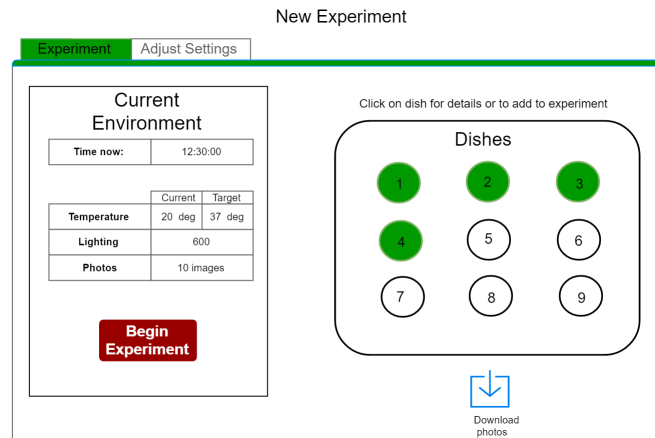 New Experiment
Experiment Adjust Settings
Current
Environment
Time now: 12:30:00
Current Target
Temperature 20 deg 37 deg
Lighting 600
Photos 10 images
Begin
Experiment
Click on dish for details or to add to experiment
Dishes
1 2 3
4 5 6
7 8 9
Download
photos